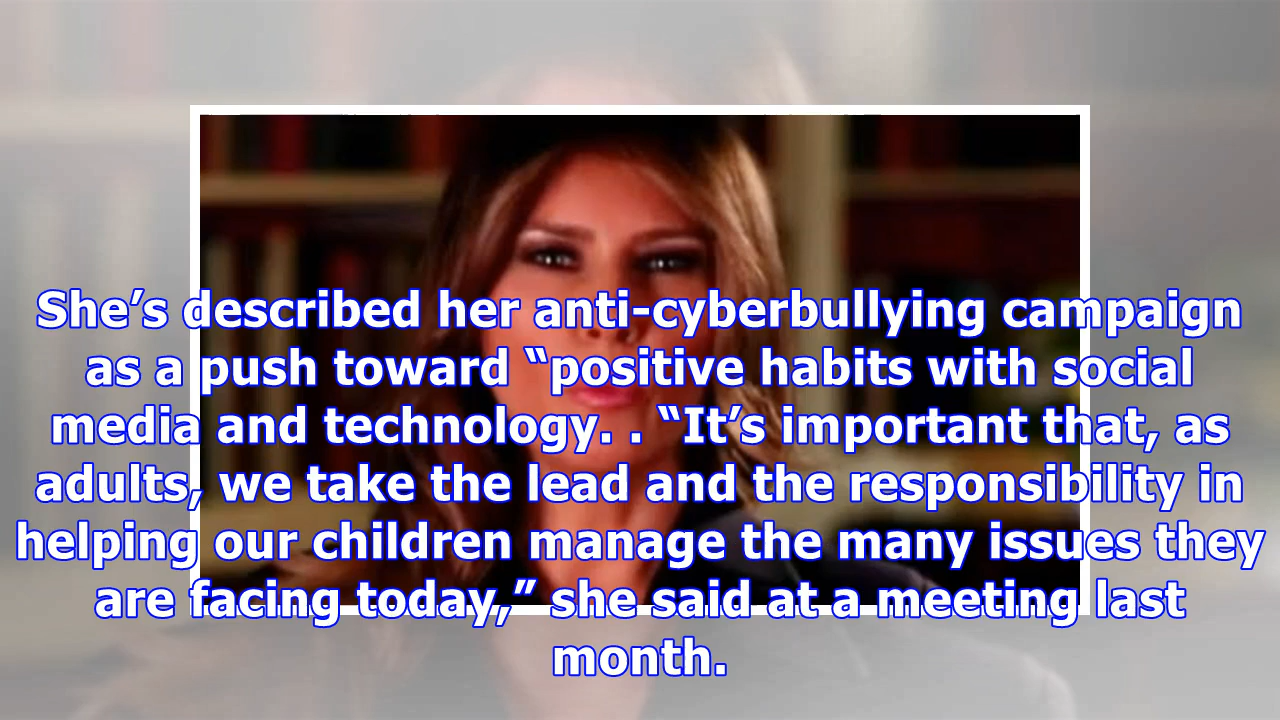 She’s described her anti-cyberbullying campaign
as a push toward “positive habits with social
media and technology. . “It’s important that, as
adults, we take the lead and the responsibility in
helping our children manage the many issues they
are facing today,” she said at a meeting last
month.